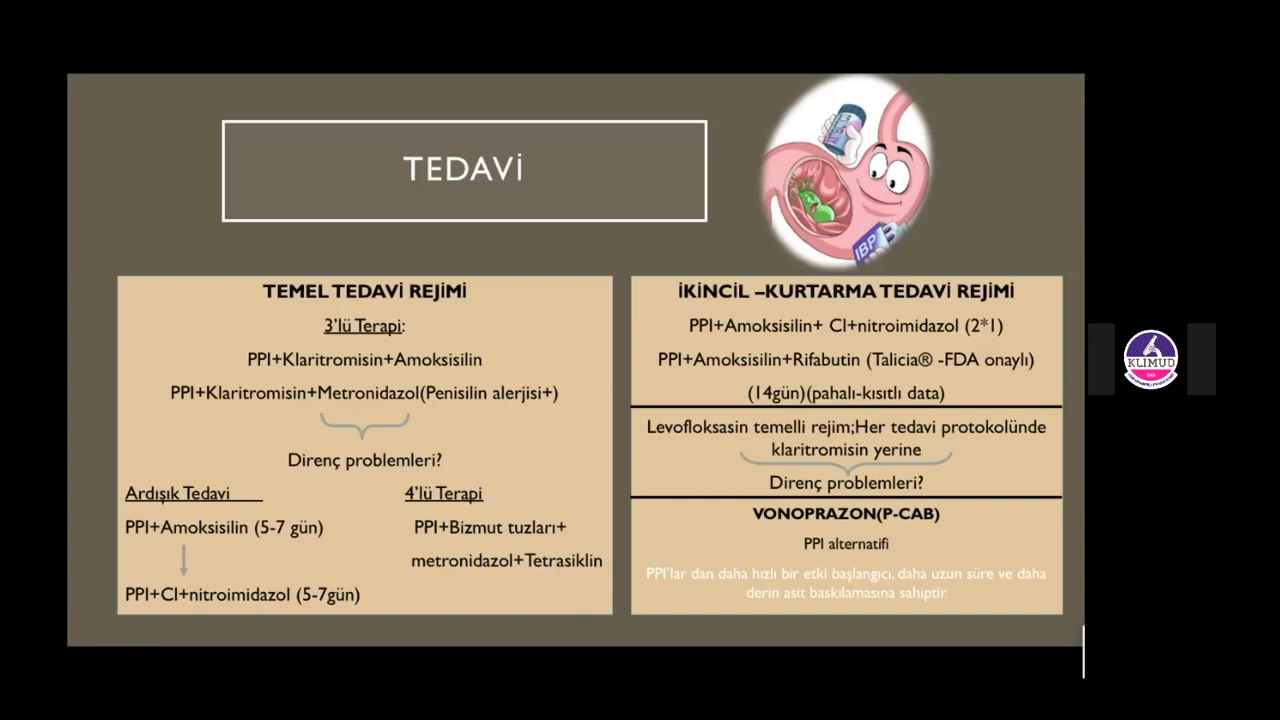 TEDAVİ
IBP
TEMEL TEDAVİ REJİMİ
3'lü Terapi:
PPI+Klaritromisin+Amoksisilin
PPI+Klaritromisin+Metronidazol(Penisilin alerjisi+)
Direnç problemleri?
Ardışık Tedavi
PPI+Amoksisilin (5-7 gün)
PPI+Cl+nitroimidazol (5-7gün)
4'lü Terapi
PPI+Bizmut tuzları+
metronidazol+Tetrasiklin
İKİNCİL –KURTARMA TEDAVİ REJİMİ
PPI+Amoksisilin+ Cl+nitroimidazol (2*1)
PPI+Amoksisilin+Rifabutin (Talicia® -FDA onaylı)
(14gün)(pahalı-kısıtlı data)
Levofloksasin temelli rejim;Her tedavi protokolünde
klaritromisin yerine
Direnç problemleri?
VONOPRAZON(P-CAB)
PPI alternatifi
PPI'lar dan daha hızlı bir etki başlangıcı, daha uzun süre ve daha
derin asit baskılamasına sahiptir.
KLIMUD